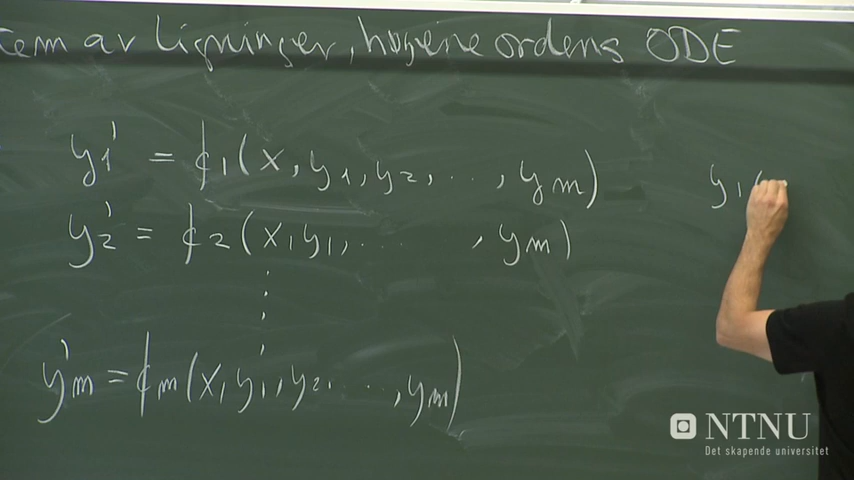 tem av ligninger, høyere ordens ODE
y1' = f1(x, y1, y2, ..., ym)
y1(
y2' = f2(x, y1, ... , ym)
⋮
ym' = fm(x, y1, y2, ..., ym)
NTNU
Det skapende universitet